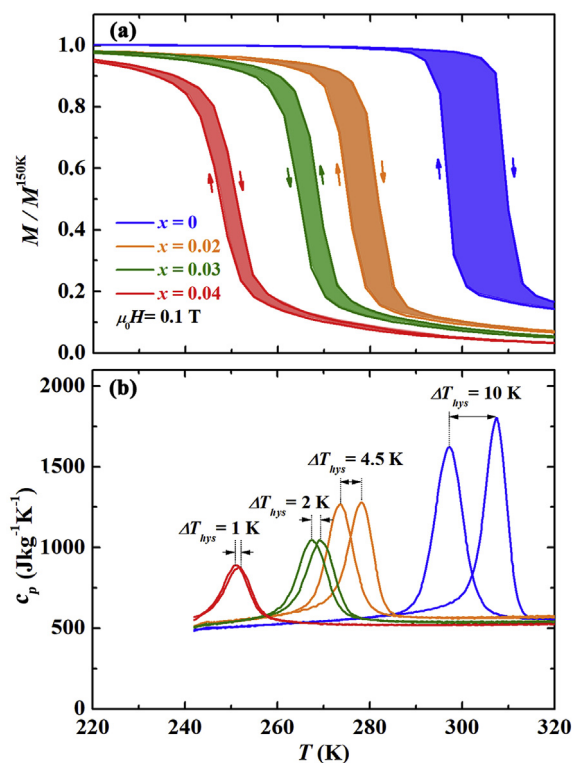 (a)
1.0
0.8
0.6
0.4
0.2
0.0
M / M^150K
x = 0
x = 0.02
x = 0.03
x = 0.04
μ₀H = 0.1 T
(b)
2000
1500
1000
500
c_p (Jkg⁻¹K⁻¹)
ΔT_hys = 10 K
ΔT_hys = 4.5 K
ΔT_hys = 2 K
ΔT_hys = 1 K
220 240 260 280 300 320
T (K)